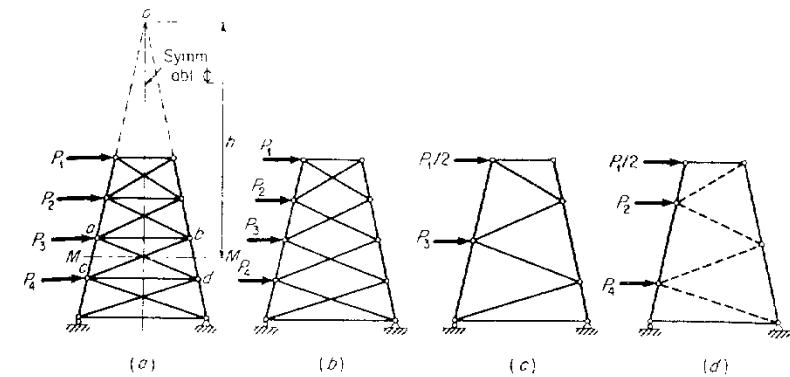 o
Symm
abt ℄
h
P₁
P₂
P₃
a
b
M
M
c
d
P₄
P₁
P₂
P₃
P₄
P₁/2
P₃
P₁/2
P₂
P₄
(a)
(b)
(c)
(d)